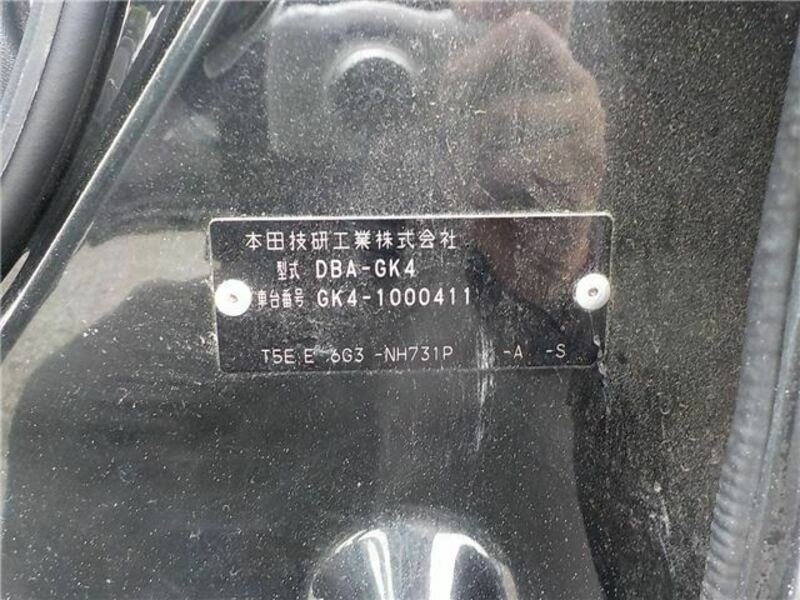 本田技研工業株式会社
型式 DBA-GK4
車台番号 GK4-1000411
T5E E 6G3 -NH731P -A -S